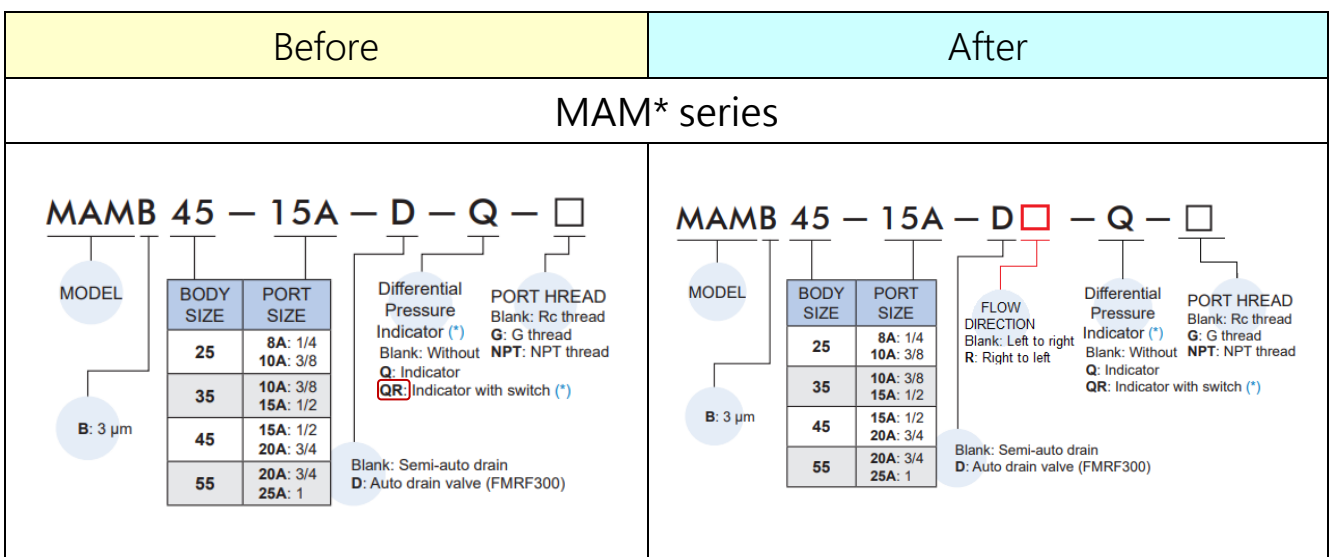 Before
After
MAM* series
MAMB 45 – 15A – D – Q – □
MODEL
BODY SIZE
PORT SIZE
25
8A: 1/4
10A: 3/8
35
10A: 3/8
15A: 1/2
45
15A: 1/2
20A: 3/4
55
20A: 3/4
25A: 1
B: 3 µm
Differential
Pressure
Indicator (*)
Blank: Without
Q: Indicator
QR: Indicator with switch (*)
PORT HREAD
Blank: Rc thread
G: G thread
NPT: NPT thread
Blank: Semi-auto drain
D: Auto drain valve (FMRF300)
MAMB 45 – 15A – D□ – Q – □
MODEL
BODY SIZE
PORT SIZE
25
8A: 1/4
10A: 3/8
35
10A: 3/8
15A: 1/2
45
15A: 1/2
20A: 3/4
55
20A: 3/4
25A: 1
B: 3 µm
FLOW
DIRECTION
Blank: Left to right
R: Right to left
Differential
Pressure
Indicator (*)
Blank: Without
Q: Indicator
QR: Indicator with switch (*)
PORT HREAD
Blank: Rc thread
G: G thread
NPT: NPT thread
Blank: Semi-auto drain
D: Auto drain valve (FMRF300)